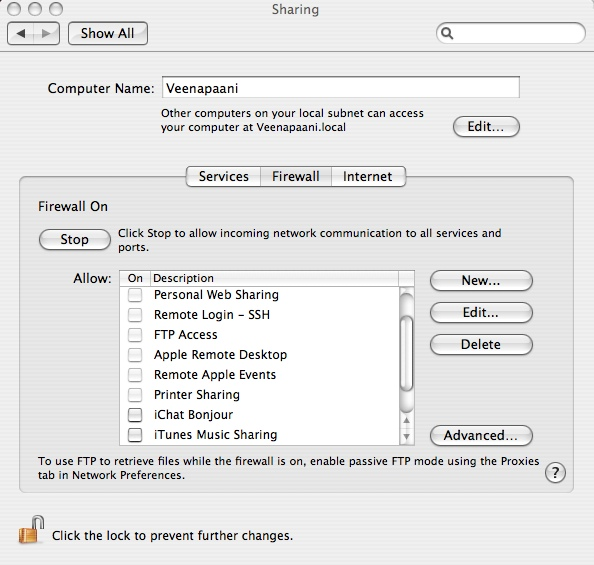 Sharing
Show All
Computer Name: Veenapaani
Other computers on your local subnet can access
your computer at Veenapaani.local
Edit...
Services Firewall Internet
Firewall On
Stop
Click Stop to allow incoming network communication to all services and
ports.
Allow:
On Description
Personal Web Sharing
Remote Login – SSH
FTP Access
Apple Remote Desktop
Remote Apple Events
Printer Sharing
iChat Bonjour
iTunes Music Sharing
New...
Edit...
Delete
Advanced...
To use FTP to retrieve files while the firewall is on, enable passive FTP mode using the Proxies
tab in Network Preferences.
?
Click the lock to prevent further changes.